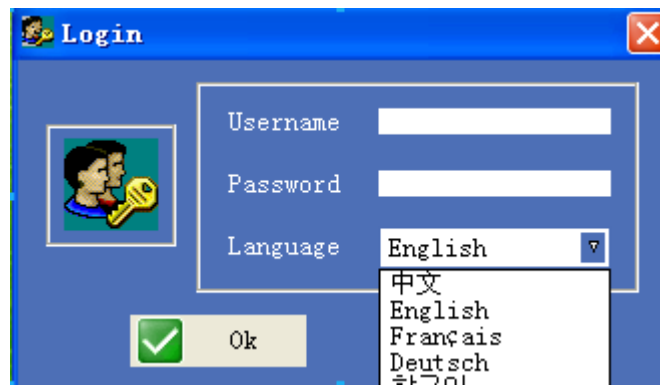 Login
Username
Password
Language
English
中文
English
Français
Deutsch
Ok